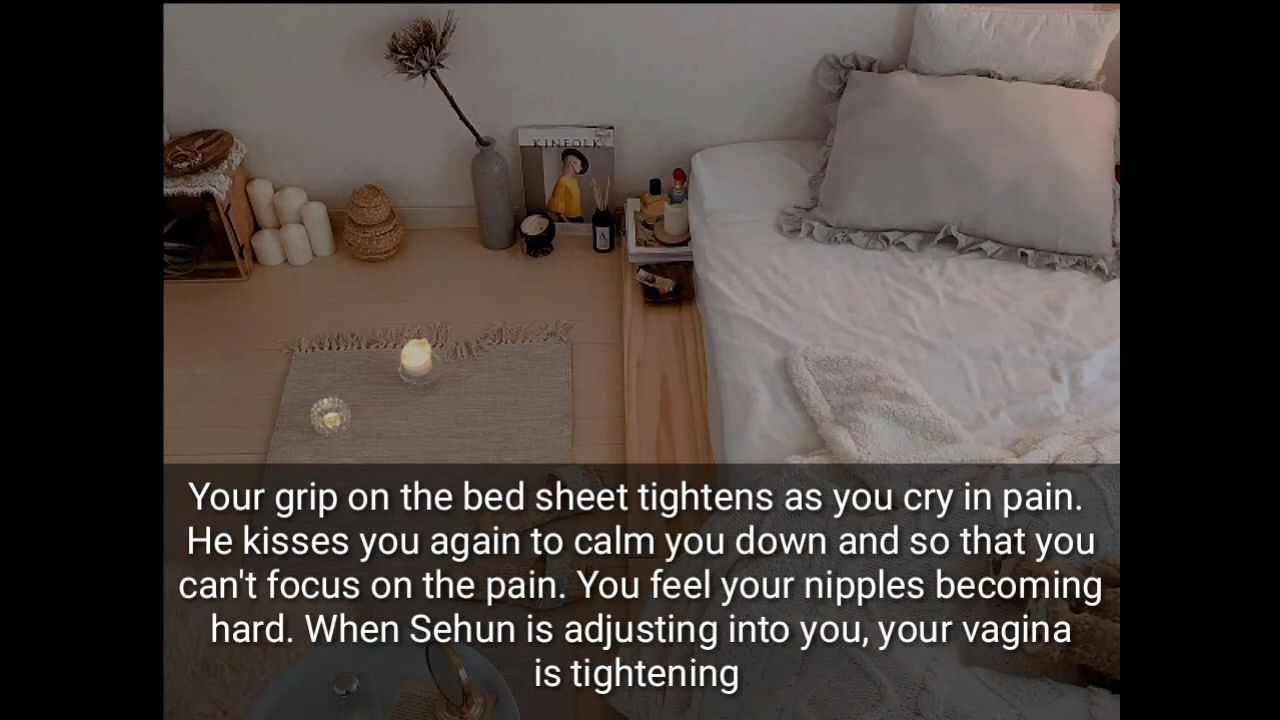 KINFOLK
Your grip on the bed sheet tightens as you cry in pain.
He kisses you again to calm you down and so that you
can't focus on the pain. You feel your nipples becoming
hard. When Sehun is adjusting into you, your vagina
is tightening